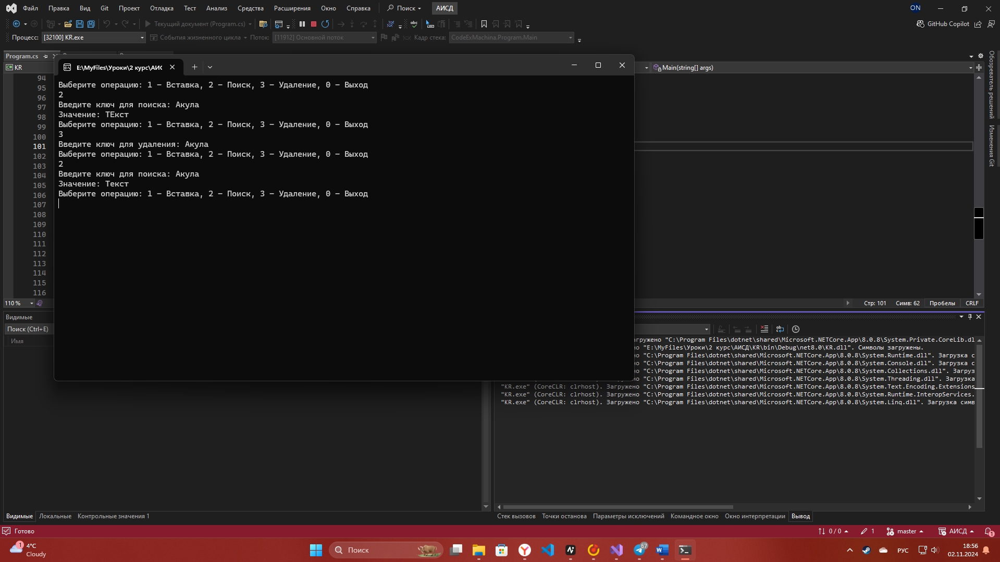 Файл Правка Вид Git Проект Отладка Тест Анализ Средства Расширения Окно Справка Поиск АИСД ON
Текущий документ (Program.cs) GitHub Copilot
Процесс: [32100] KR.exe События жизненного цикла Поток: [11912] Основной поток Кадр стека: CodeExMachina.Program.Main
Program.cs
C# KR Main(string[] args)
E:\MyFiles\Уроки\2 курс\АИС
94
95
96
97
98
99
100
101
102
103
104
105
106
107
108
109
110
111
112
113
114
115
116
Выберите операцию: 1 - Вставка, 2 - Поиск, 3 - Удаление, 0 - Выход
2
Введите ключ для поиска: Акула
Значение: ТЕкст
Выберите операцию: 1 - Вставка, 2 - Поиск, 3 - Удаление, 0 - Выход
3
Введите ключ для удаления: Акула
Выберите операцию: 1 - Вставка, 2 - Поиск, 3 - Удаление, 0 - Выход
2
Введите ключ для поиска: Акула
Значение: Текст
Выберите операцию: 1 - Вставка, 2 - Поиск, 3 - Удаление, 0 - Выход
Обозреватель решений
Изменения Git
110 % Стр: 101 Симв: 62 Пробелы CRLF
Видимые
Поиск (Ctrl+E)
Имя
агружено "C:\Program Files\dotnet\shared\Microsoft.NETCore.App\8.0.8\System.Private.CoreLib.dl
но "E:\MyFiles\Уроки\2 курс\АИСД\KR\bin\Debug\net8.0\KR.dll". Символы загружены.
но "C:\Program Files\dotnet\shared\Microsoft.NETCore.App\8.0.8\System.Runtime.dll". Загрузка с
но "C:\Program Files\dotnet\shared\Microsoft.NETCore.App\8.0.8\System.Console.dll". Загрузка с
но "C:\Program Files\dotnet\shared\Microsoft.NETCore.App\8.0.8\System.Collections.dll". Загруз
но "C:\Program Files\dotnet\shared\Microsoft.NETCore.App\8.0.8\System.Threading.dll". Загрузка
"KR.exe" (CoreCLR: clrhost). Загружено "C:\Program Files\dotnet\shared\Microsoft.NETCore.App\8.0.8\System.Text.Encoding.Extensions
"KR.exe" (CoreCLR: clrhost). Загружено "C:\Program Files\dotnet\shared\Microsoft.NETCore.App\8.0.8\System.Runtime.InteropServices.
"KR.exe" (CoreCLR: clrhost). Загружено "C:\Program Files\dotnet\shared\Microsoft.NETCore.App\8.0.8\System.Linq.dll". Загрузка симв
Видимые Локальные Контрольные значения 1 Стек вызовов Точки останова Параметры исключений Командное окно Окно интерпретации Вывод
Готово 0 / 0 1 master АИСД 1
1 4°C
Cloudy
Поиск 67 РУС
18:56
02.11.2024